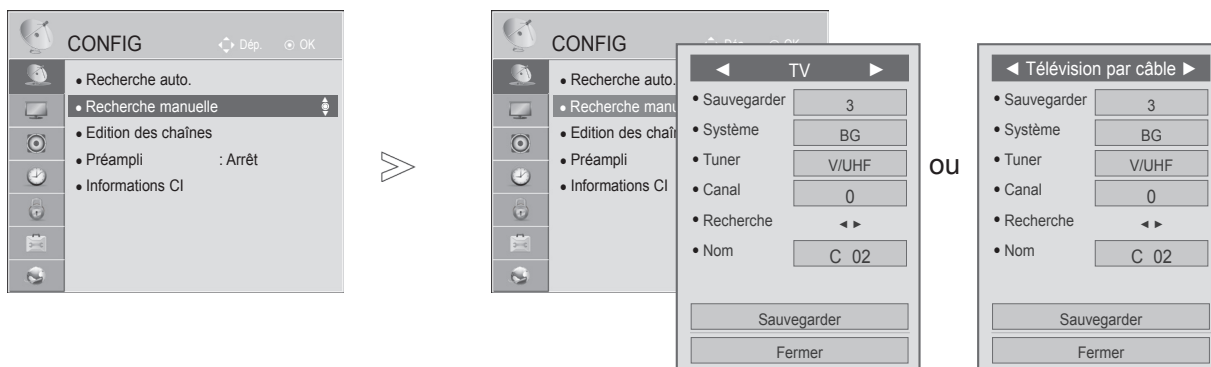 CONFIG
Dép. OK
• Recherche auto.
• Recherche manuelle
• Edition des chaînes
• Préampli : Arrêt
• Informations CI
CONFIG
• Recherche auto.
• Recherche manu
• Edition des chaîn
• Préampli
• Informations CI
◄ TV ►
• Sauvegarder 3
• Système BG
• Tuner V/UHF
• Canal 0
• Recherche ◄ ►
• Nom C 02
Sauvegarder
Fermer
ou
◄ Télévision par câble ►
• Sauvegarder 3
• Système BG
• Tuner V/UHF
• Canal 0
• Recherche ◄ ►
• Nom C 02
Sauvegarder
Fermer